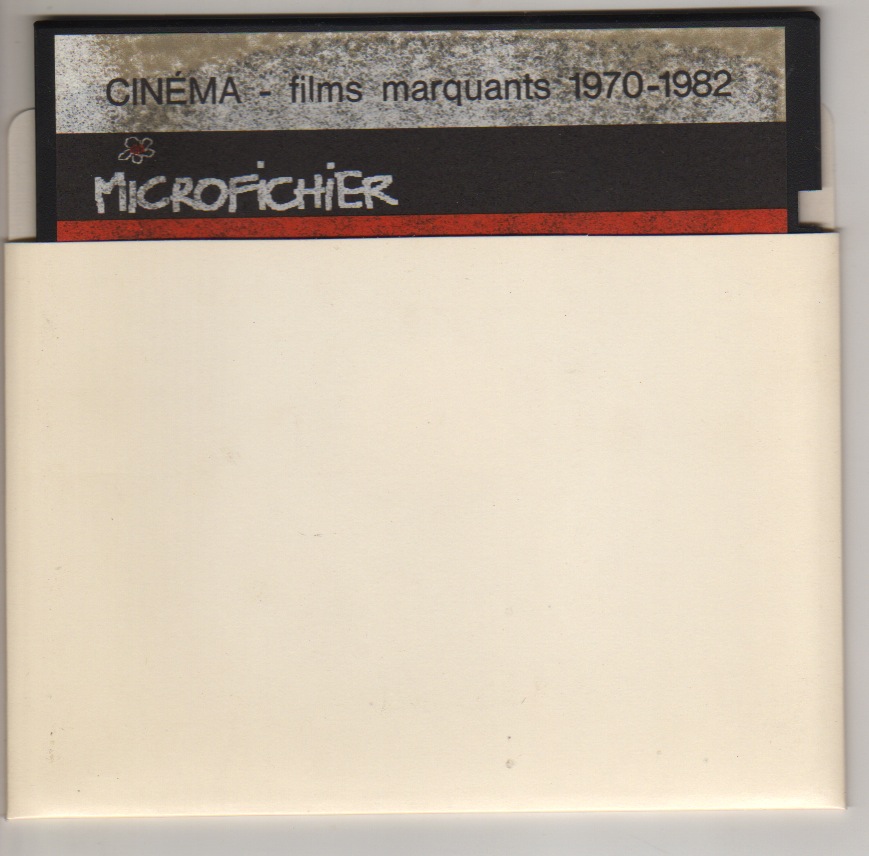 CINÉMA - films marquants 1970-1982
MiCROFiCHiER